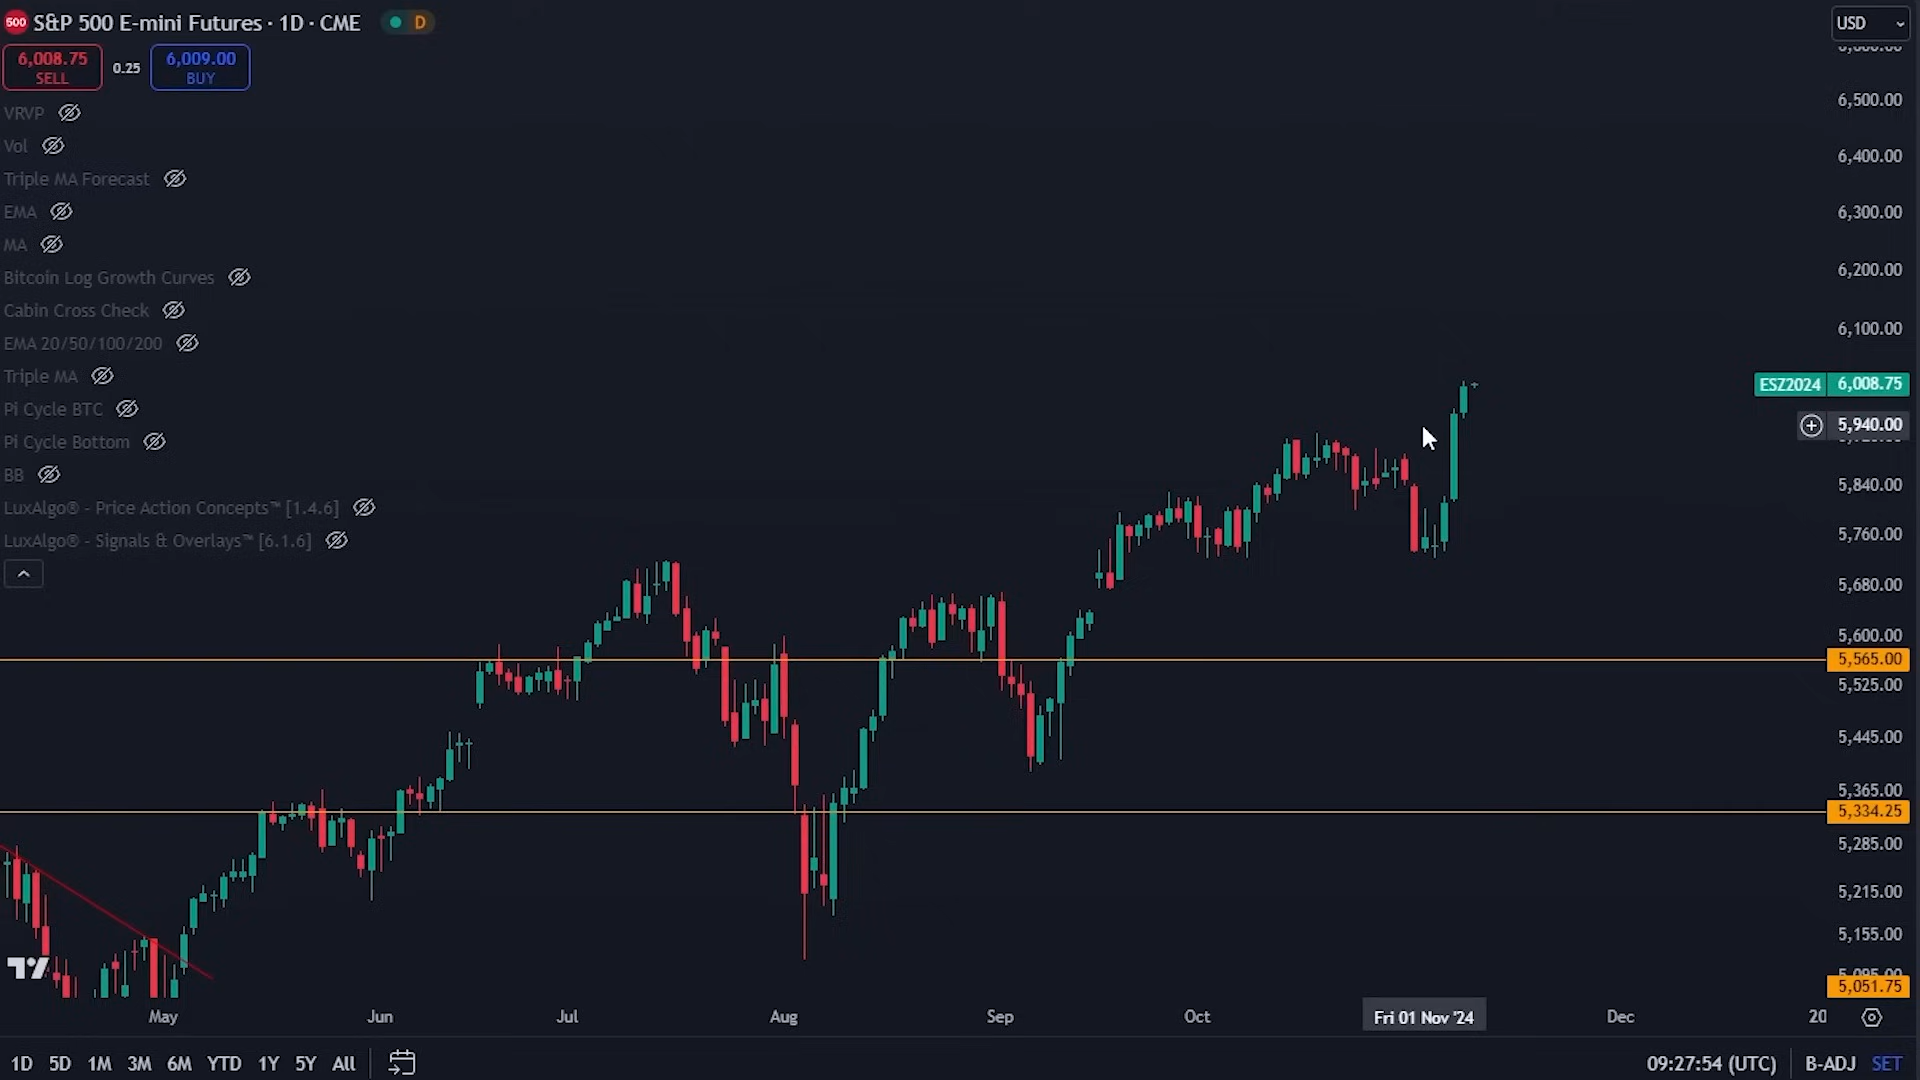 500 S&P 500 E-mini Futures · 1D · CME D
6,008.75 SELL 0.25 6,009.00 BUY
VRVP
Vol
Triple MA Forecast
EMA
MA
Bitcoin Log Growth Curves
Cabin Cross Check
EMA 20/50/100/200
Triple MA
Pi Cycle BTC
Pi Cycle Bottom
BB
LuxAlgo® - Price Action Concepts™ [1.4.6]
LuxAlgo® - Signals & Overlays™ [6.1.6]
USD
6,500.00
6,400.00
6,300.00
6,200.00
6,100.00
ESZ2024 6,008.75
5,940.00
5,840.00
5,760.00
5,680.00
5,600.00
5,565.00
5,525.00
5,445.00
5,365.00
5,334.25
5,285.00
5,215.00
5,155.00
5,095.00
5,051.75
May Jun Jul Aug Sep Oct Fri 01 Nov '24 Dec 20
1D 5D 1M 3M 6M YTD 1Y 5Y All 09:27:54 (UTC) B-ADJ SET